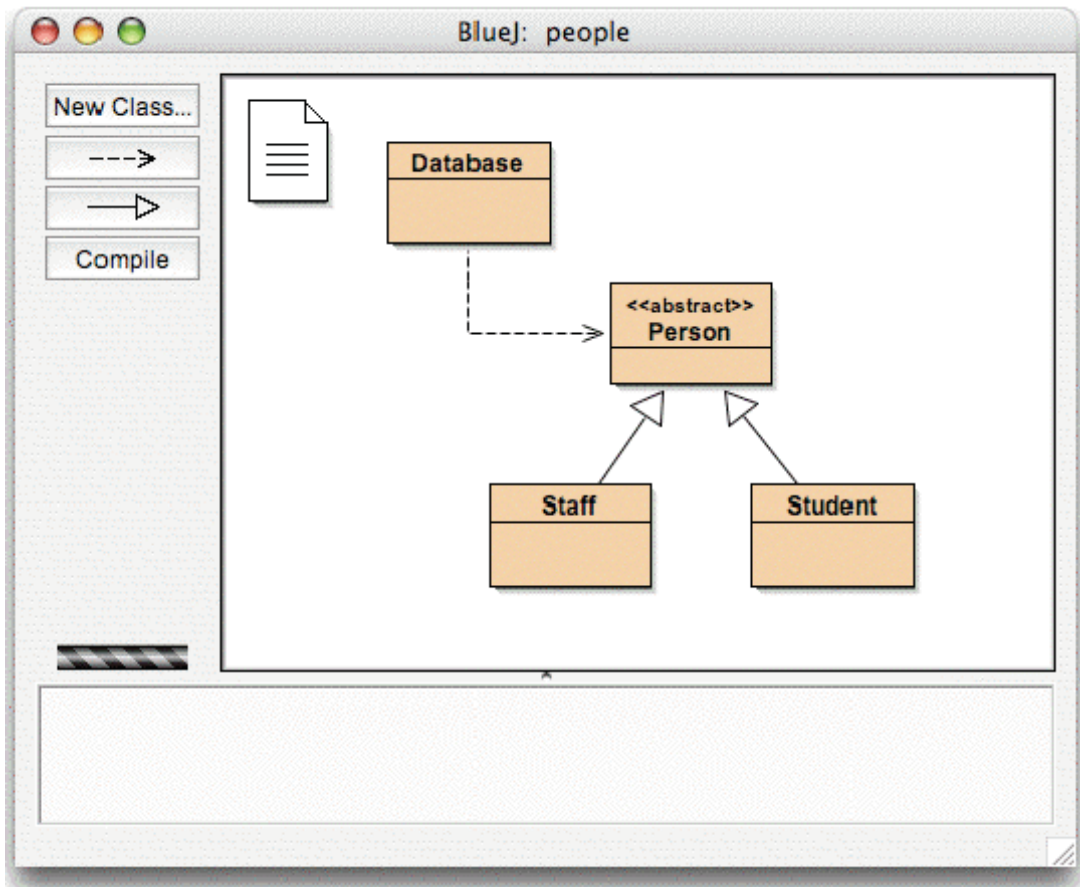 BlueJ: people
New Class...
Compile
Database
<<abstract>>
Person
Staff
Student